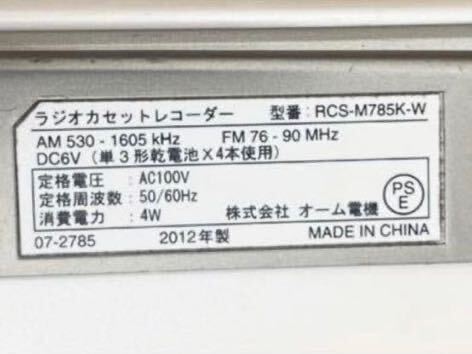 ラジオカセットレコーダー 型番：RCS-M785K-W
AM 530 - 1605 kHz FM 76 - 90 MHz
DC6V（単３形乾電池X4本使用）
定格電圧：AC100V
定格周波数：50/60Hz
消費電力：4W
PS
E
株式会社 オーム電機
07-2785 2012年製 MADE IN CHINA